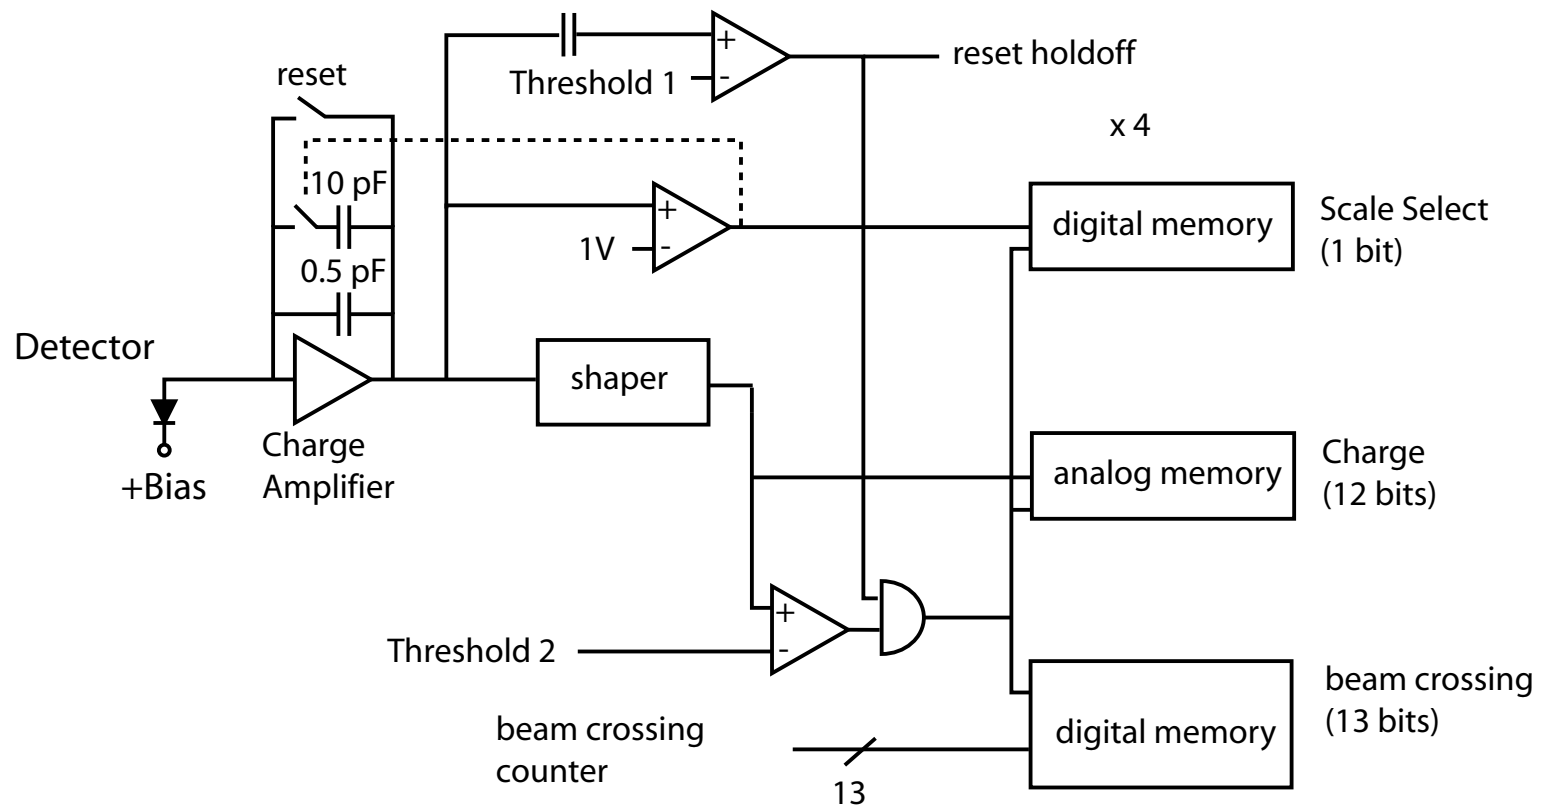 reset holdoff
+
Threshold 1
-
reset
x 4
10 pF
+
1V
-
digital memory
Scale Select
(1 bit)
0.5 pF
Detector
shaper
Charge
Amplifier
+Bias
analog memory
Charge
(12 bits)
+
Threshold 2
-
beam crossing
(13 bits)
beam crossing
counter
digital memory
13